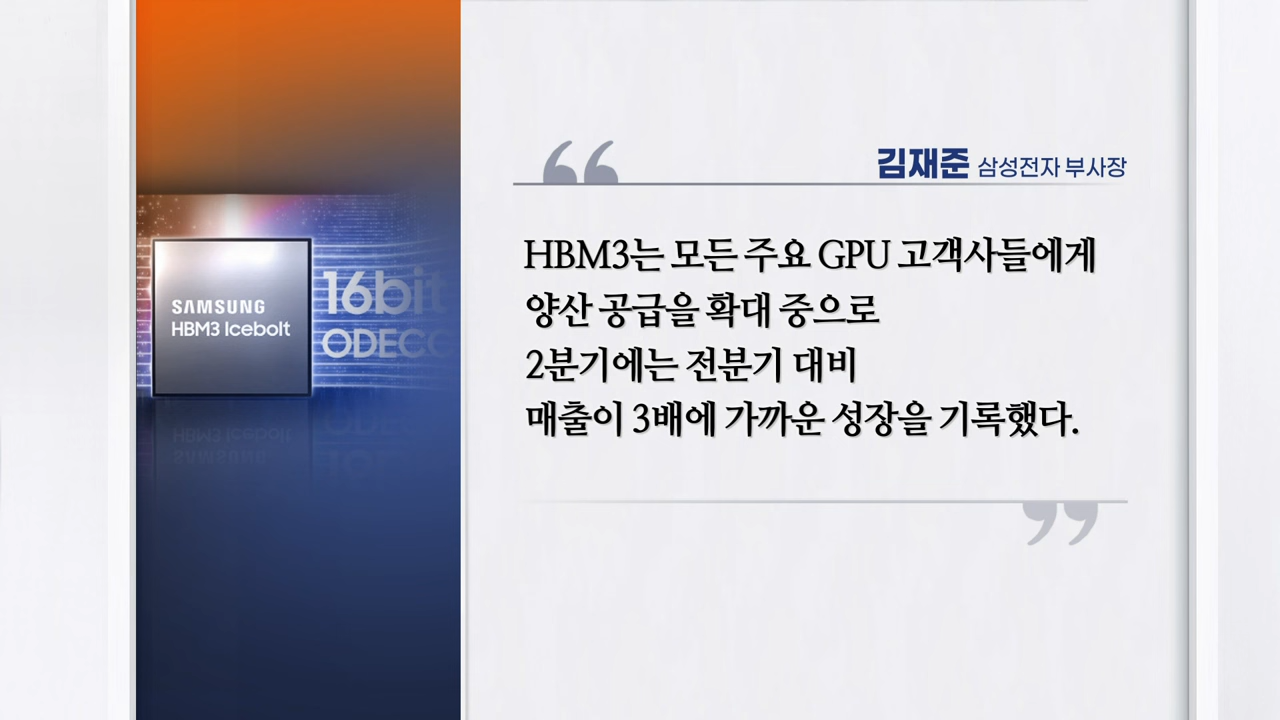 김재준 삼성전자 부사장
HBM3는 모든 주요 GPU 고객사들에게
양산 공급을 확대 중으로
2분기에는 전분기 대비
매출이 3배에 가까운 성장을 기록했다.
SAMSUNG
HBM3 Icebolt
16bit
ODECC